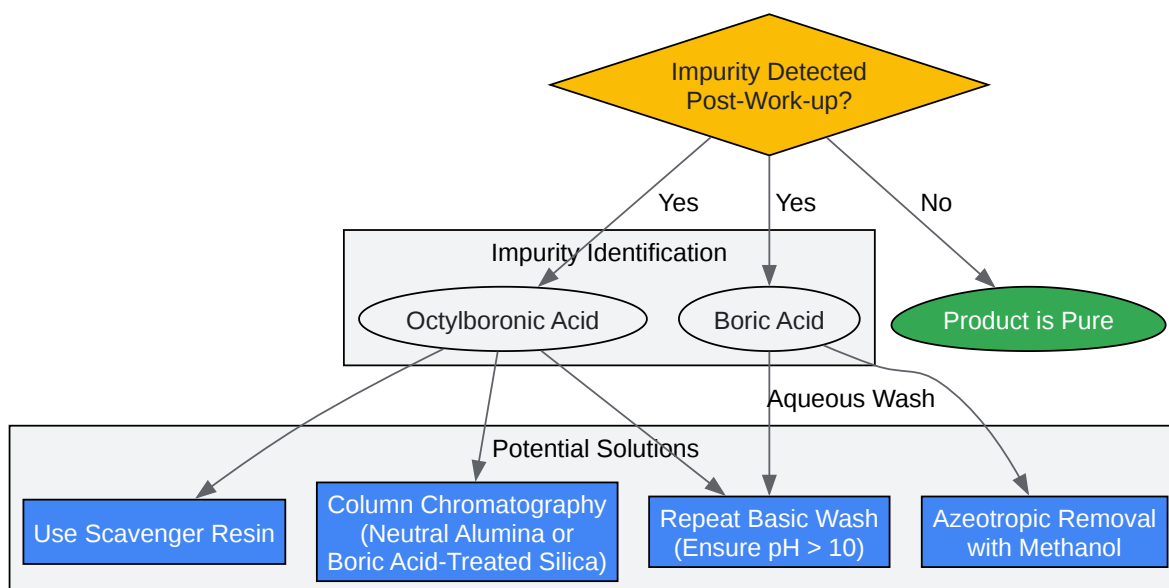 Impurity Detected
Post-Work-up?
Yes
Yes
No
Impurity Identification
Octylboronic Acid
Boric Acid
Product is Pure
Aqueous Wash
Potential Solutions
Use Scavenger Resin
Column Chromatography
(Neutral Alumina or
Boric Acid-Treated Silica)
Repeat Basic Wash
(Ensure pH > 10)
Azeotropic Removal
with Methanol